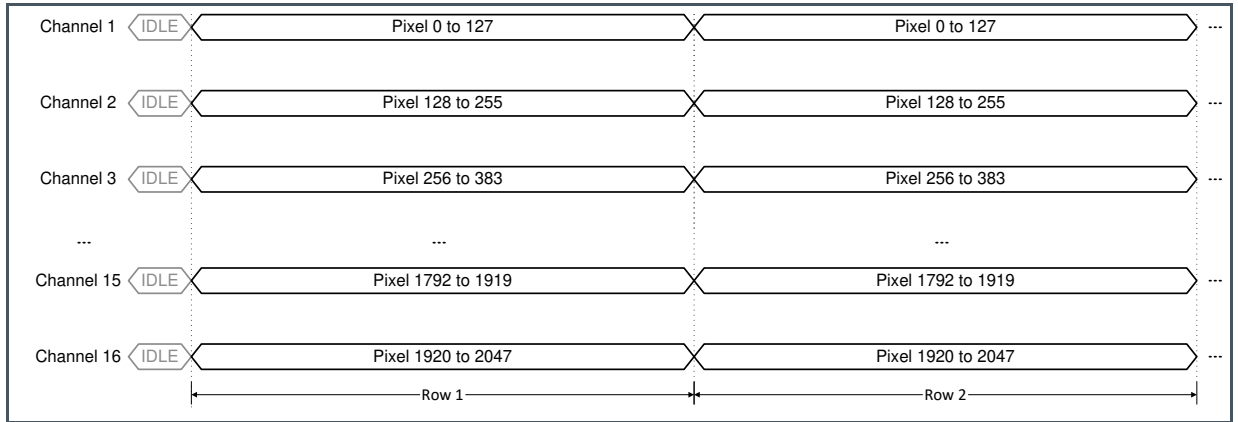 Channel 1 IDLE Pixel 0 to 127 Pixel 0 to 127 ---
Channel 2 IDLE Pixel 128 to 255 Pixel 128 to 255 ---
Channel 3 IDLE Pixel 256 to 383 Pixel 256 to 383 ---
--- --- ---
Channel 15 IDLE Pixel 1792 to 1919 Pixel 1792 to 1919 ---
Channel 16 IDLE Pixel 1920 to 2047 Pixel 1920 to 2047 ---
Row 1 Row 2